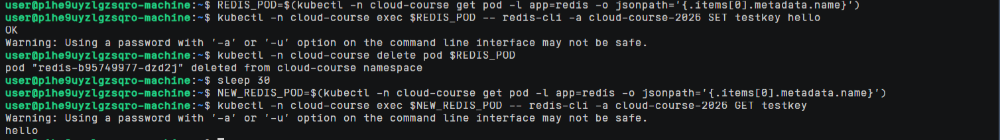 user@p1he9uyzlgzsqro-machine:~$ REDIS_POD=$(kubectl -n cloud-course get pod -l app=redis -o jsonpath='{.items[0].metadata.name}')
user@p1he9uyzlgzsqro-machine:~$ kubectl -n cloud-course exec $REDIS_POD -- redis-cli -a cloud-course-2026 SET testkey hello
OK
Warning: Using a password with '-a' or '-u' option on the command line interface may not be safe.
user@p1he9uyzlgzsqro-machine:~$ kubectl -n cloud-course delete pod $REDIS_POD
pod "redis-b95749977-dzd2j" deleted from cloud-course namespace
user@p1he9uyzlgzsqro-machine:~$ sleep 30
user@p1he9uyzlgzsqro-machine:~$ NEW_REDIS_POD=$(kubectl -n cloud-course get pod -l app=redis -o jsonpath='{.items[0].metadata.name}')
user@p1he9uyzlgzsqro-machine:~$ kubectl -n cloud-course exec $NEW_REDIS_POD -- redis-cli -a cloud-course-2026 GET testkey
Warning: Using a password with '-a' or '-u' option on the command line interface may not be safe.
hello